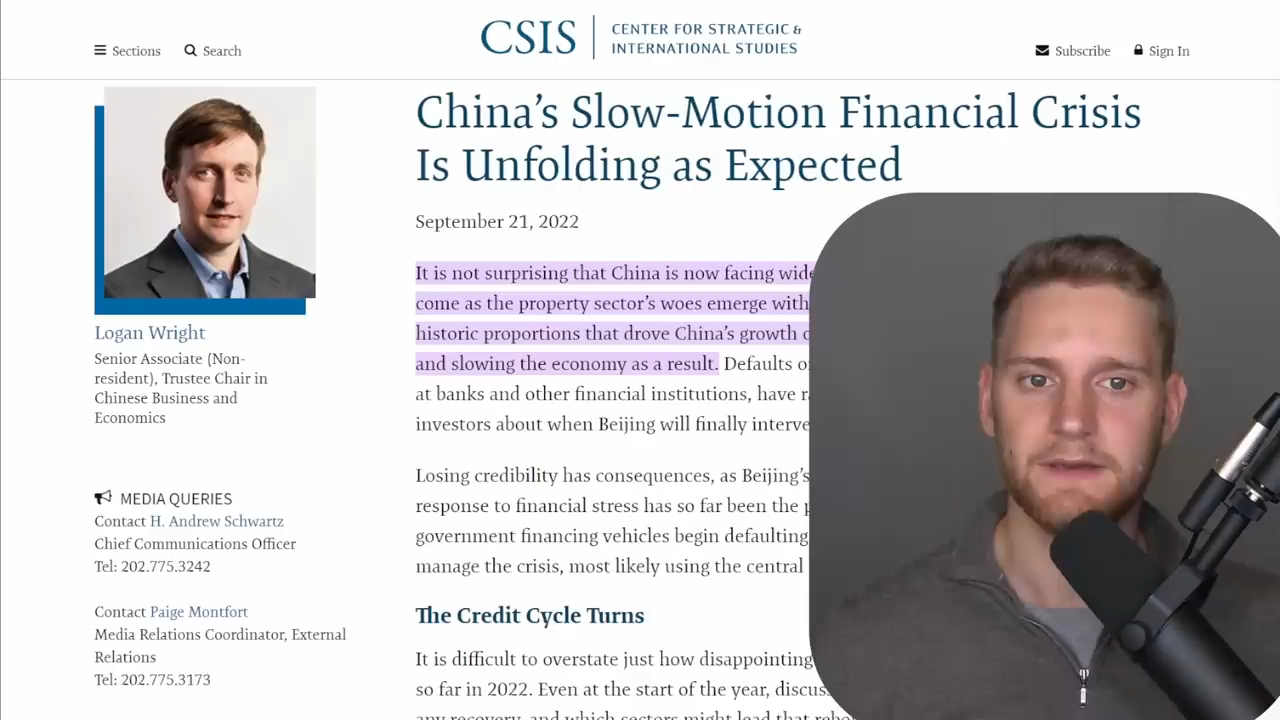 Sections
Search
CSIS
CENTER FOR STRATEGIC &
INTERNATIONAL STUDIES
Subscribe
Sign In
China's Slow-Motion Financial Crisis
Is Unfolding as Expected
September 21, 2022
It is not surprising that China is now facing
come as the property sector's woes emerge with
historic proportions that drove China's growth
and slowing the economy as a result. Defaults
at banks and other financial institutions, have
investors about when Beijing will finally
Losing credibility has consequences, as Beijing's
response to financial stress has so far been the
government financing vehicles begin defaulting
manage the crisis, most likely using the central
The Credit Cycle Turns
It is difficult to overstate just how disappointing
so far in 2022. Even at the start of the year,
any recovery, and which sectors might lead that
Logan Wright
Senior Associate (Non-
resident), Trustee Chair in
Chinese Business and
Economics
MEDIA QUERIES
Contact H. Andrew Schwartz
Chief Communications Officer
Tel: 202.775.3242
Contact Paige Montfort
Media Relations Coordinator, External
Relations
Tel: 202.775.3173